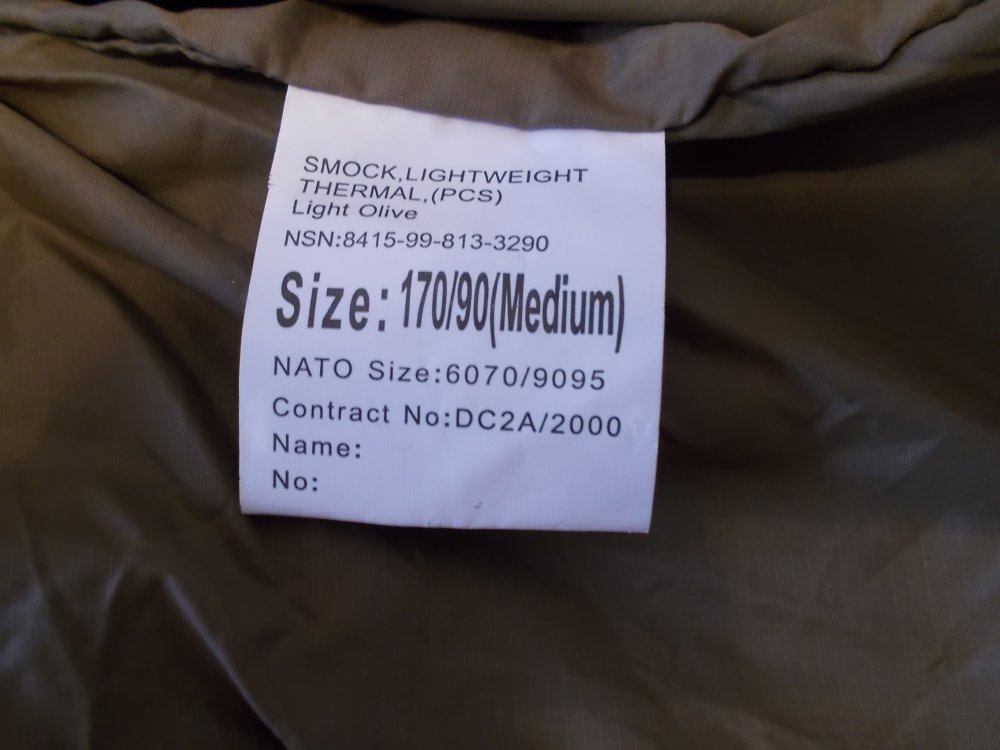 SMOCK,LIGHTWEIGHT
THERMAL,(PCS)
Light Olive
NSN:8415-99-813-3290
Size: 170/90(Medium)
NATO Size:6070/9095
Contract No:DC2A/2000
Name:
No: